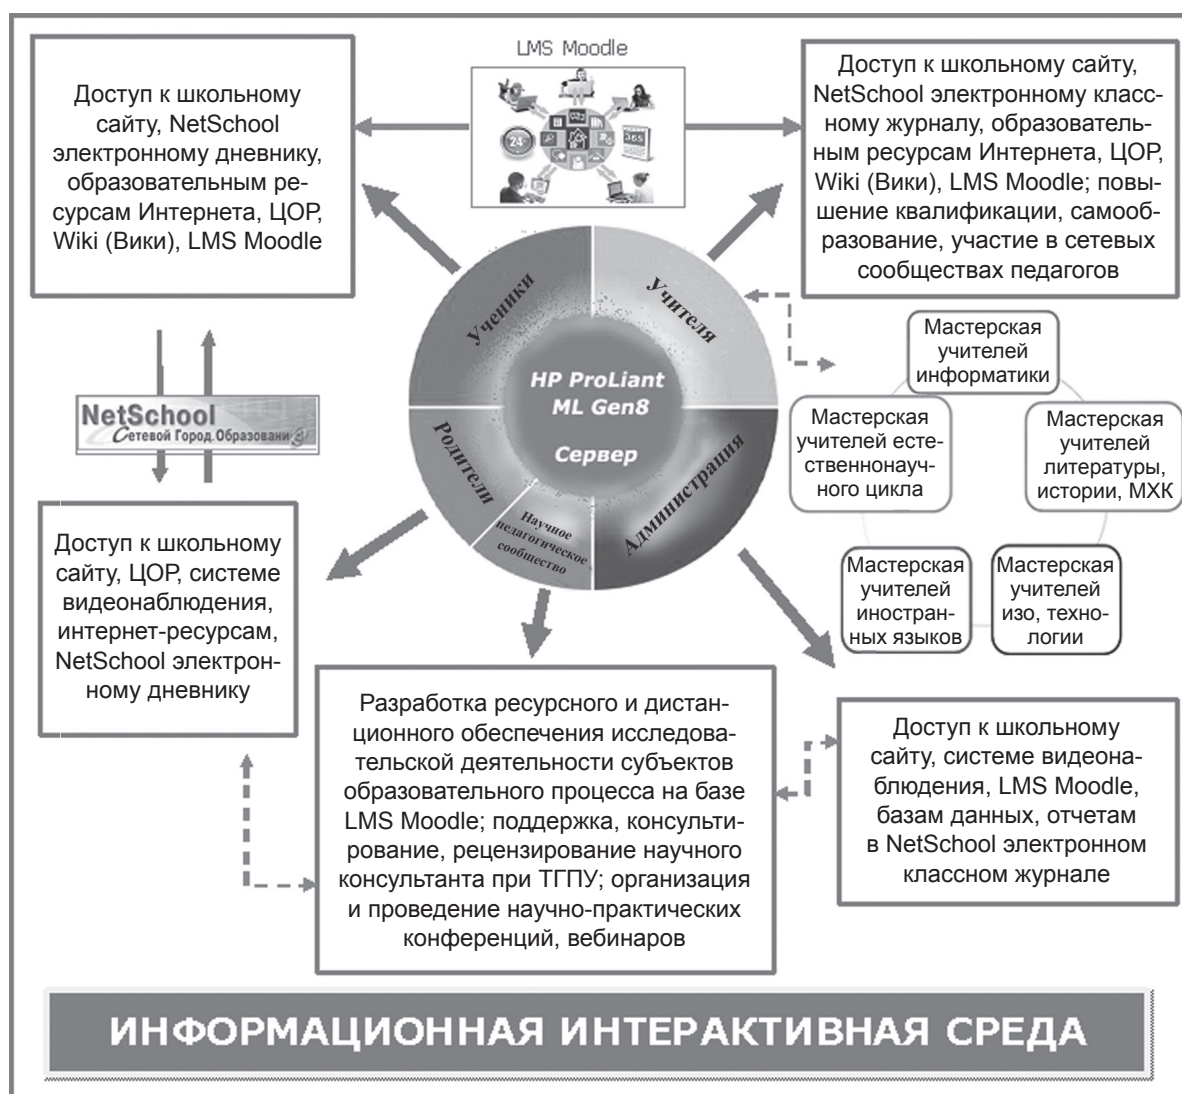 LMS Moodle
Доступ к школьному
сайту, NetSchool
электронному дневнику,
образовательным ре-
сурсам Интернета, ЦОР,
Wiki (Вики), LMS Moodle
24
365
Доступ к школьному сайту,
NetSchool электронному класс-
ному журналу, образователь-
ным ресурсам Интернета, ЦОР,
Wiki (Вики), LMS Moodle; повы-
шение квалификации, самооб-
разование, участие в сетевых
сообществах педагогов
Ученики
Учителя
HP ProLiant
ML Gen8
Сервер
Родители
Научное
педагогическое
сообщество
Администрация
Мастерская
учителей
информатики
Мастерская
учителей есте-
ственнонауч-
ного цикла
Мастерская
учителей
литературы,
истории, МХК
Мастерская
учителей
иностран-
ных языков
Мастерская
учителей
изо, техно-
логии
NetSchool
Сетевой Город.Образование
Доступ к школьному
сайту, ЦОР, системе
видеонаблюдения,
интернет-ресурсам,
NetSchool электрон-
ному дневнику
Разработка ресурсного и дистан-
ционного обеспечения исследова-
тельской деятельности субъектов
образовательного процесса на базе
LMS Moodle; поддержка, консульти-
рование, рецензирование научного
консультанта при ТГПУ; организация
и проведение научно-практических
конференций, вебинаров
Доступ к школьному
сайту, системе видеона-
блюдения, LMS Moodle,
базам данных, отчетам
в NetSchool электронном
классном журнале
ИНФОРМАЦИОННАЯ ИНТЕРАКТИВНАЯ СРЕДА